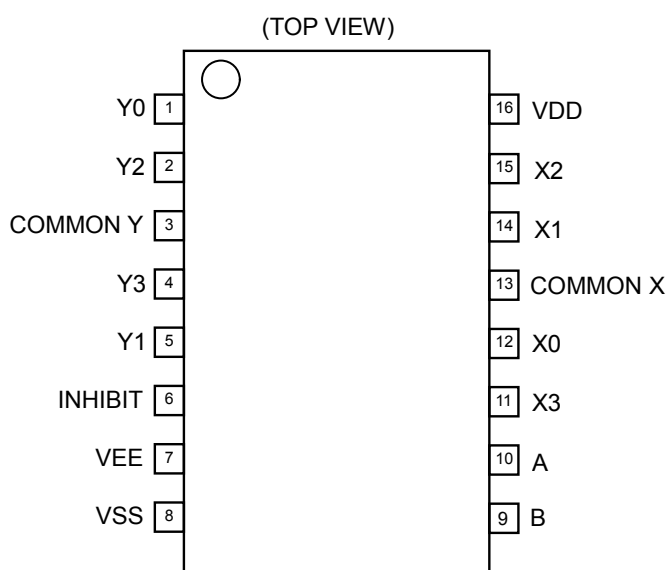 (TOP VIEW)
Y0 1 16 VDD
Y2 2 15 X2
COMMON Y 3 14 X1
Y3 4 13 COMMON X
Y1 5 12 X0
INHIBIT 6 11 X3
VEE 7 10 A
VSS 8 9 B